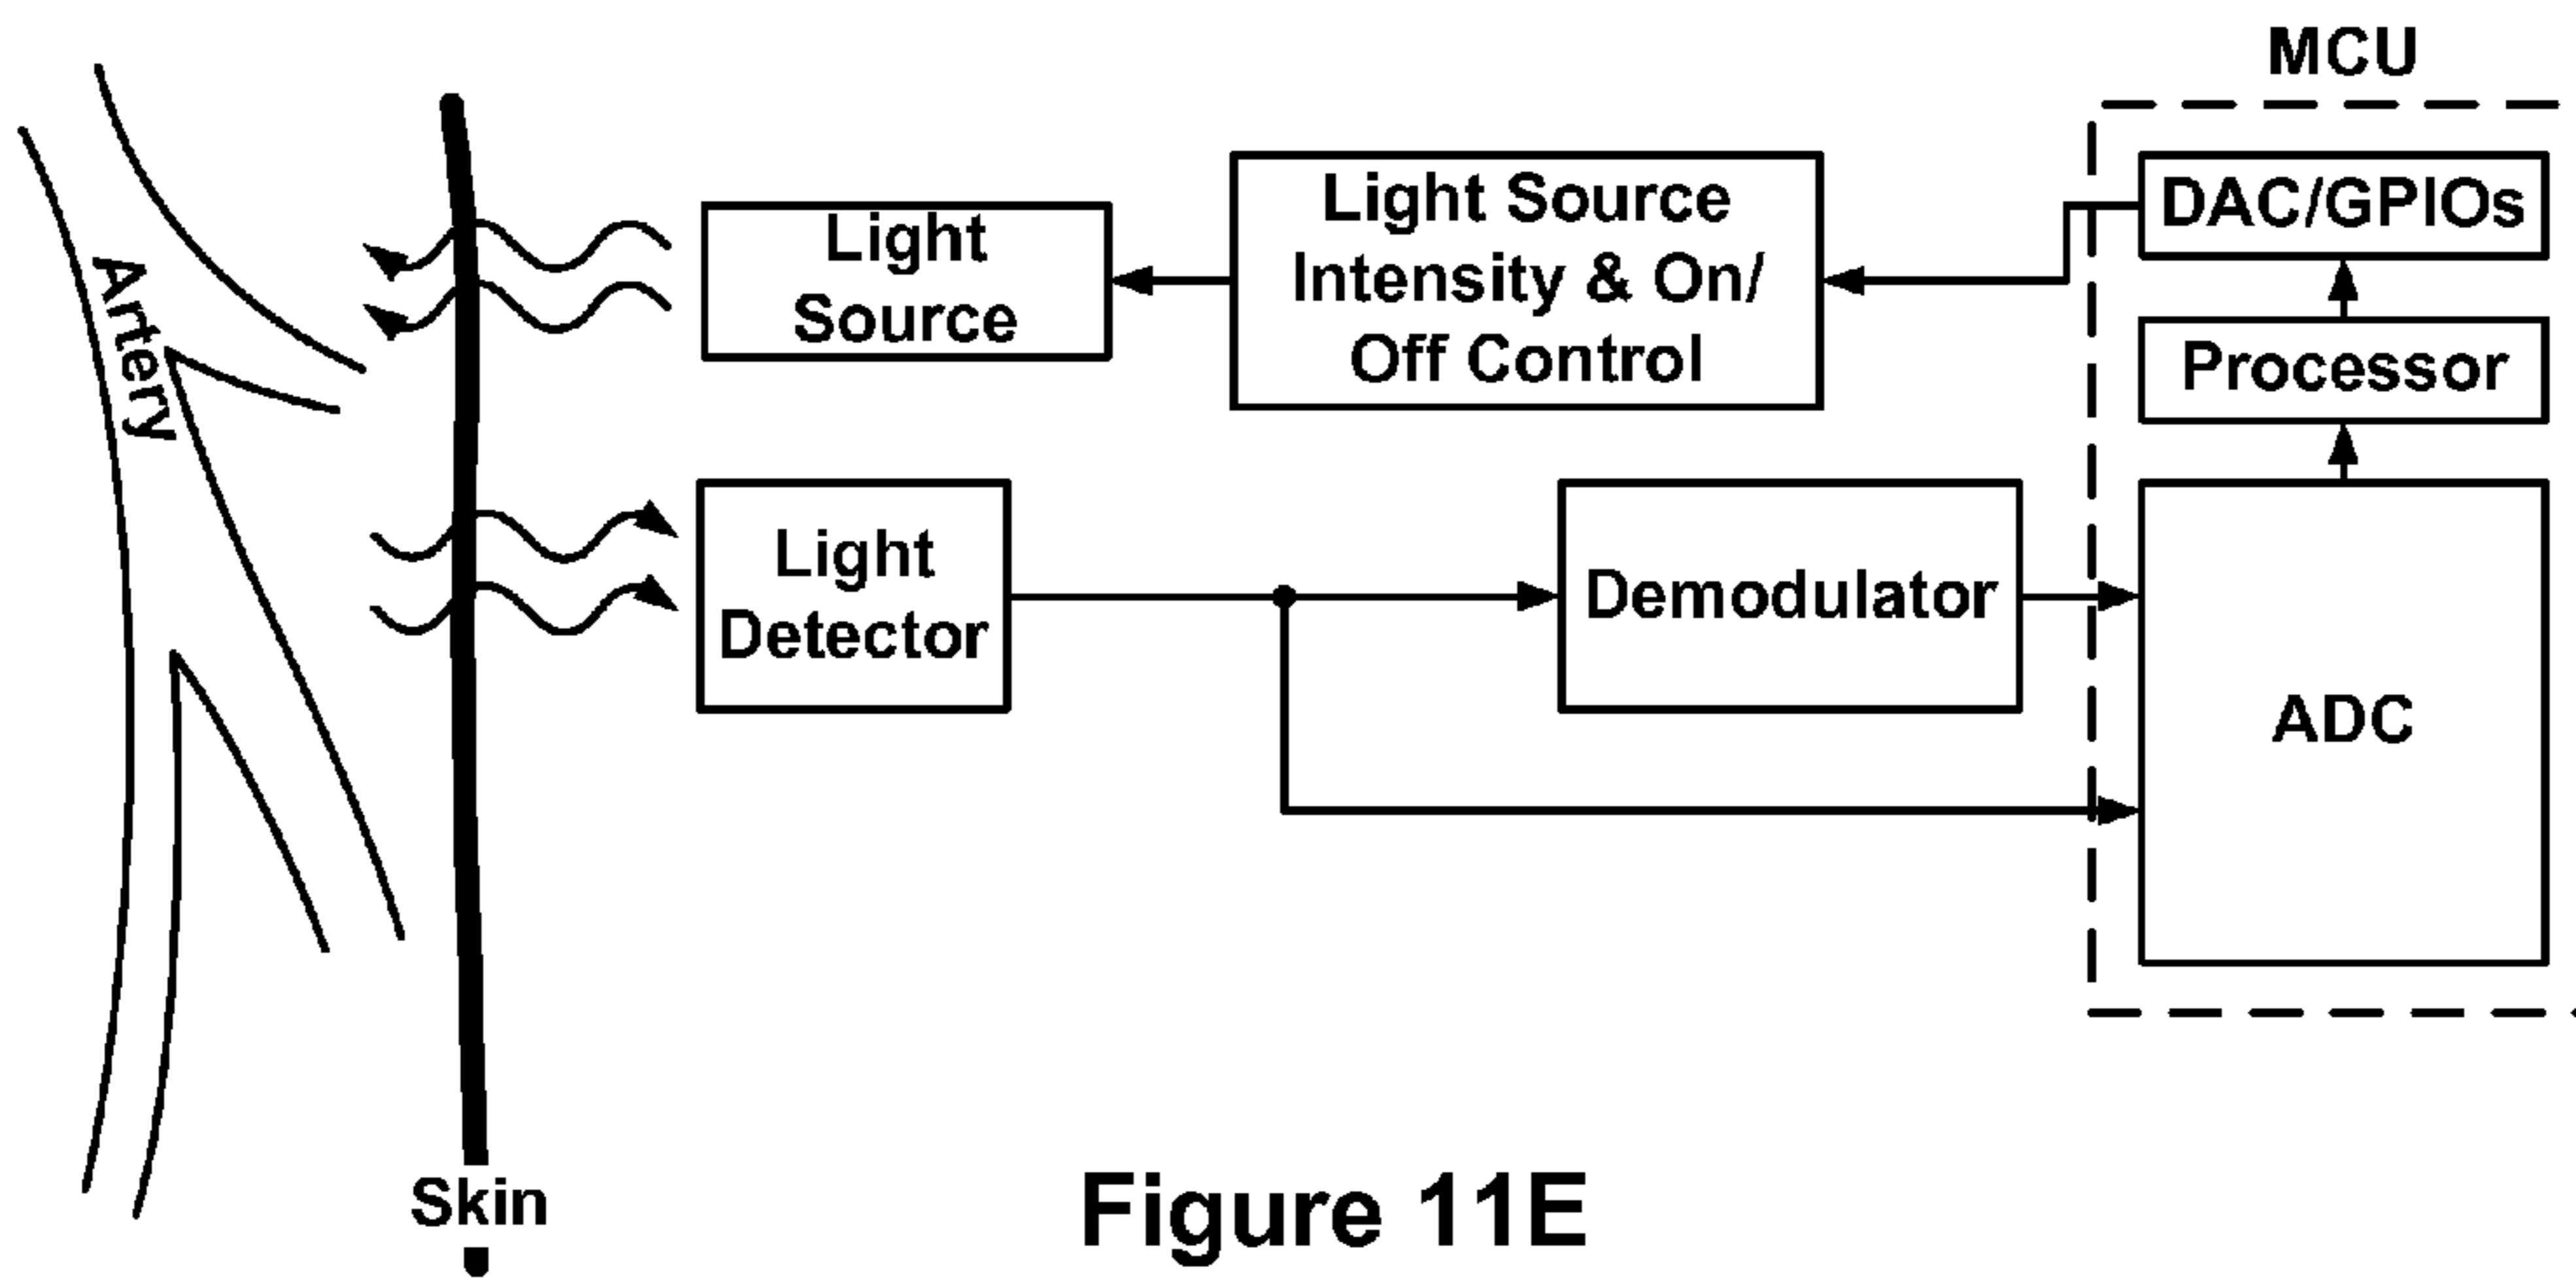 MCU
Light Source
Intensity & On/
Off Control
DAC/GPIOs
Light
Source
Processor
Artery
Light
Detector
Demodulator
ADC
Skin
Figure 11E